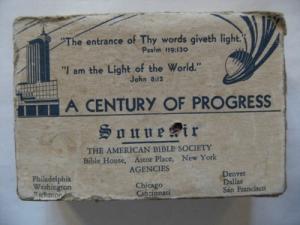 "The entrance of Thy words giveth light."
Psalm 119:130
"I am the Light of the World."
John 8:12
A CENTURY OF PROGRESS
Souvenir
THE AMERICAN BIBLE SOCIETY
Bible House, Astor Place, New York
AGENCIES
Philadelphia Chicago Denver
Washington Cincinnati Dallas
Richmond San Francisco